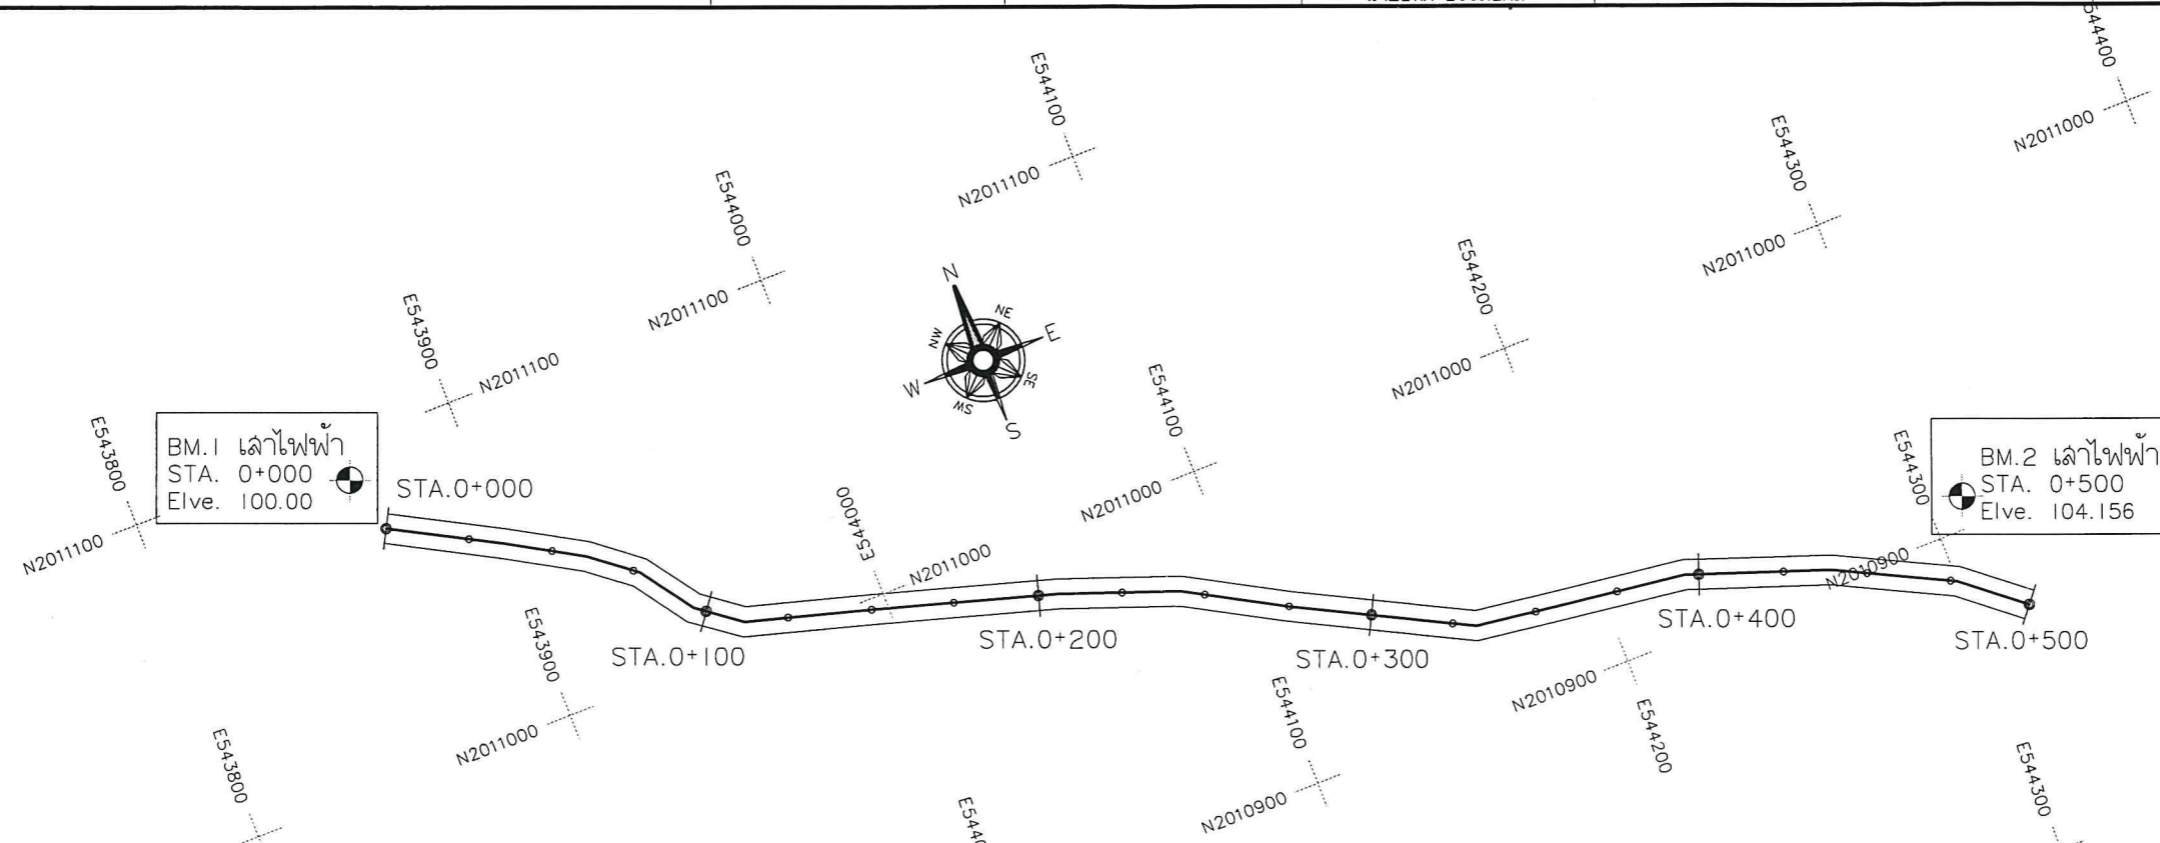 E544400
E544100
N2011100
E544300
N2011000
E544000
N2011100
E544200
N2011000
N
NE
E
SE
S
SW
W
NW
E543900
N2011100
N2011000
E544100
N2011000
E543800
N2011100
BM.1 เสาไฟฟ้า
STA. 0+000
Elve. 100.00
STA.0+000
E544000
N2011000
E544300
N2010900
BM.2 เสาไฟฟ้า
STA. 0+500
Elve. 104.156
STA.0+100
STA.0+200
STA.0+300
STA.0+400
STA.0+500
E543900
N2011000
E544100
N2010900
N2010900
E544200
E543800
E544300